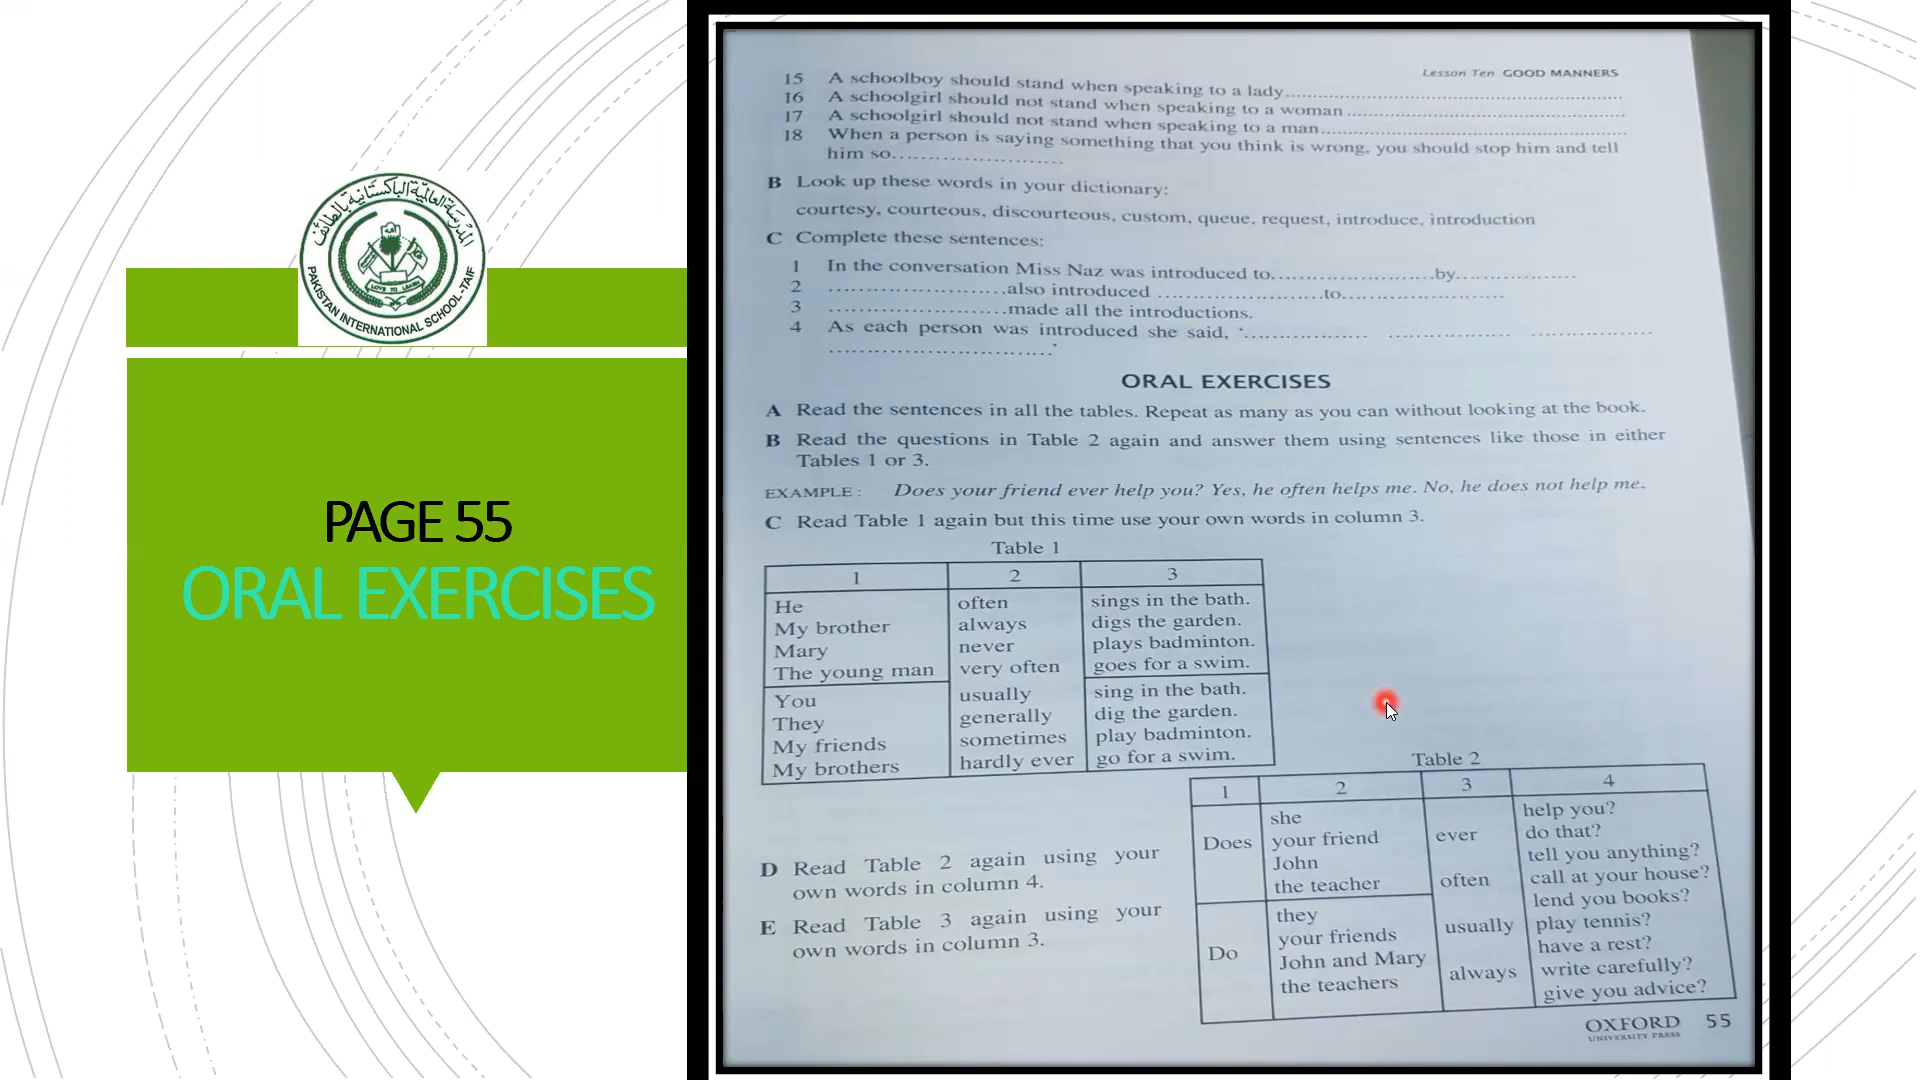 المدرسة العالمية الباكستانية بالطائف
LOVE TO LEARN
PAKISTAN INTERNATIONAL SCHOOL-TAIF
PAGE 55
ORAL EXERCISES
Lesson Ten GOOD MANNERS
15 A schoolboy should stand when speaking to a lady..........
16 A schoolgirl should not stand when speaking to a woman..........
17 A schoolgirl should not stand when speaking to a man..........
18 When a person is saying something that you think is wrong, you should stop him and tell
him so..........
B Look up these words in your dictionary:
courtesy, courteous, discourteous, custom, queue, request, introduce, introduction
C Complete these sentences:
1 In the conversation Miss Naz was introduced to..........by..........
2 ..........also introduced ..........to..........
3 ..........made all the introductions.
4 As each person was introduced she said, '.......... .......... ..........
..........'
ORAL EXERCISES
A Read the sentences in all the tables. Repeat as many as you can without looking at the book.
B Read the questions in Table 2 again and answer them using sentences like those in either
Tables 1 or 3.
EXAMPLE: Does your friend ever help you? Yes, he often helps me. No, he does not help me.
C Read Table 1 again but this time use your own words in column 3.
Table 1
1 2 3
He often sings in the bath.
My brother always digs the garden.
Mary never plays badminton.
The young man very often goes for a swim.
You usually sing in the bath.
They generally dig the garden.
My friends sometimes play badminton.
My brothers hardly ever go for a swim.
D Read Table 2 again using your
own words in column 4.
E Read Table 3 again using your
own words in column 3.
Table 2
1 2 3 4
she help you?
Does your friend ever do that?
John tell you anything?
the teacher often call at your house?
lend you books?
they usually play tennis?
your friends have a rest?
Do John and Mary always write carefully?
the teachers give you advice?
OXFORD 55
UNIVERSITY PRESS